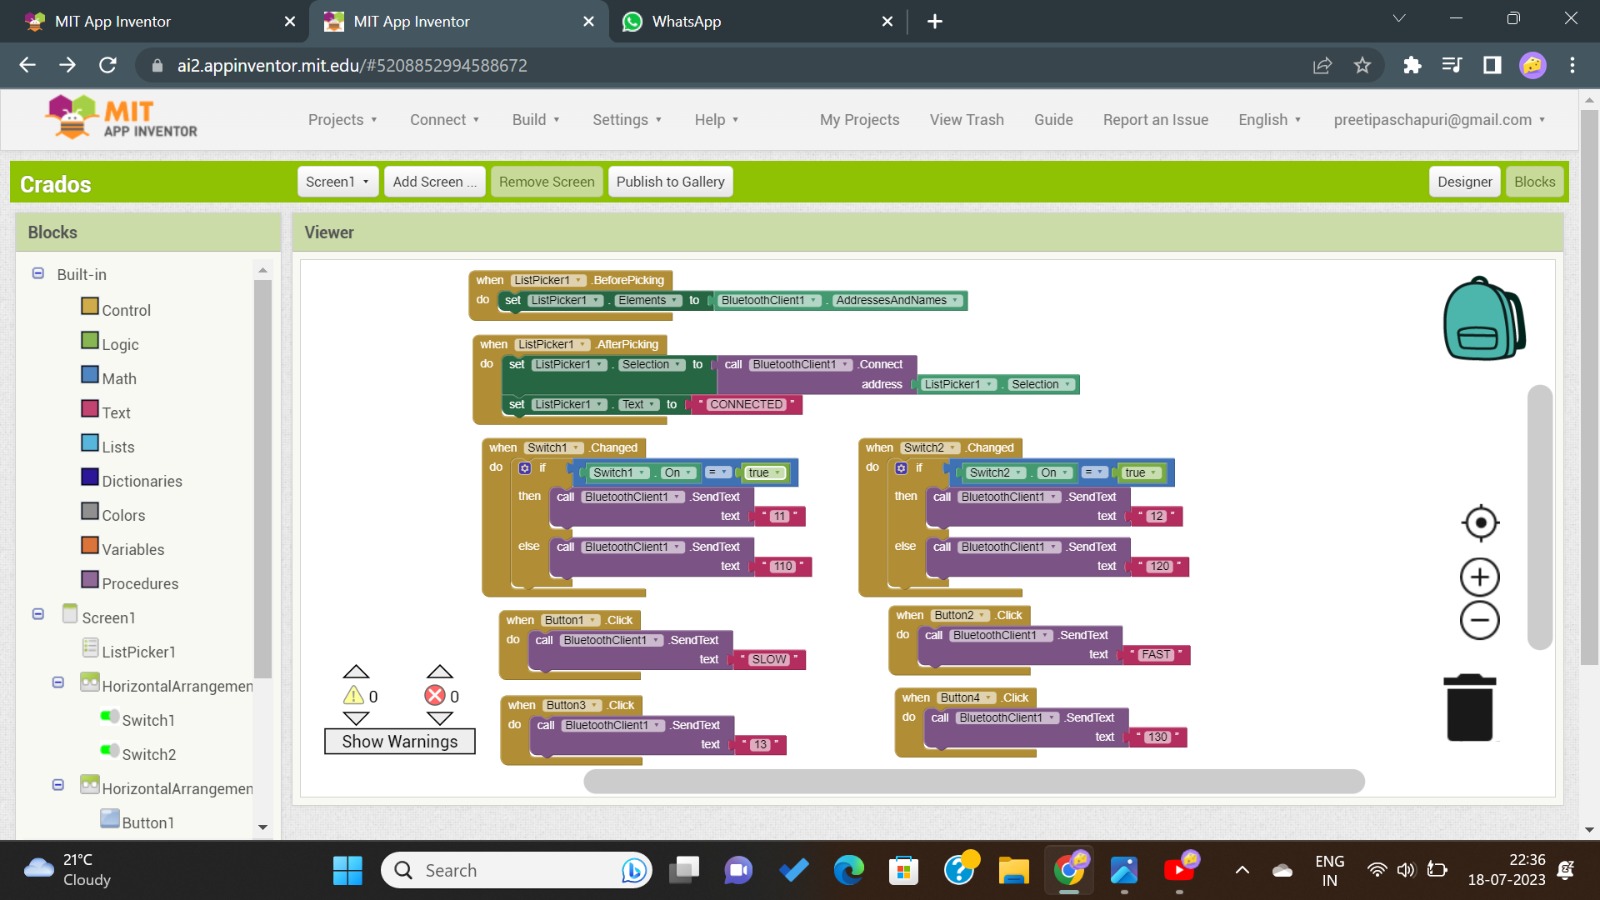 MIT App Inventor
MIT App Inventor
WhatsApp
ai2.appinventor.mit.edu/#5208852994588672
MIT
APP INVENTOR
Projects
Connect
Build
Settings
Help
My Projects
View Trash
Guide
Report an Issue
English
preetipaschapuri@gmail.com
Crados
Screen1
Add Screen ...
Remove Screen
Publish to Gallery
Designer
Blocks
Blocks
Built-in
Control
Logic
Math
Text
Lists
Dictionaries
Colors
Variables
Procedures
Screen1
ListPicker1
HorizontalArrangemen
Switch1
Switch2
HorizontalArrangemen
Button1
Viewer
when ListPicker1 .BeforePicking
do set ListPicker1 . Elements to BluetoothClient1 . AddressesAndNames
when ListPicker1 .AfterPicking
do set ListPicker1 . Selection to call BluetoothClient1 .Connect
address ListPicker1 . Selection
set ListPicker1 . Text to " CONNECTED "
when Switch1 .Changed
do if Switch1 . On = true
then call BluetoothClient1 .SendText
text " 11 "
else call BluetoothClient1 .SendText
text " 110 "
when Switch2 .Changed
do if Switch2 . On = true
then call BluetoothClient1 .SendText
text " 12 "
else call BluetoothClient1 .SendText
text " 120 "
when Button1 .Click
do call BluetoothClient1 .SendText
text " SLOW "
when Button2 .Click
do call BluetoothClient1 .SendText
text " FAST "
when Button3 .Click
do call BluetoothClient1 .SendText
text " 13 "
when Button4 .Click
do call BluetoothClient1 .SendText
text " 130 "
0
0
Show Warnings
21°C
Cloudy
Search
ENG
IN
22:36
18-07-2023